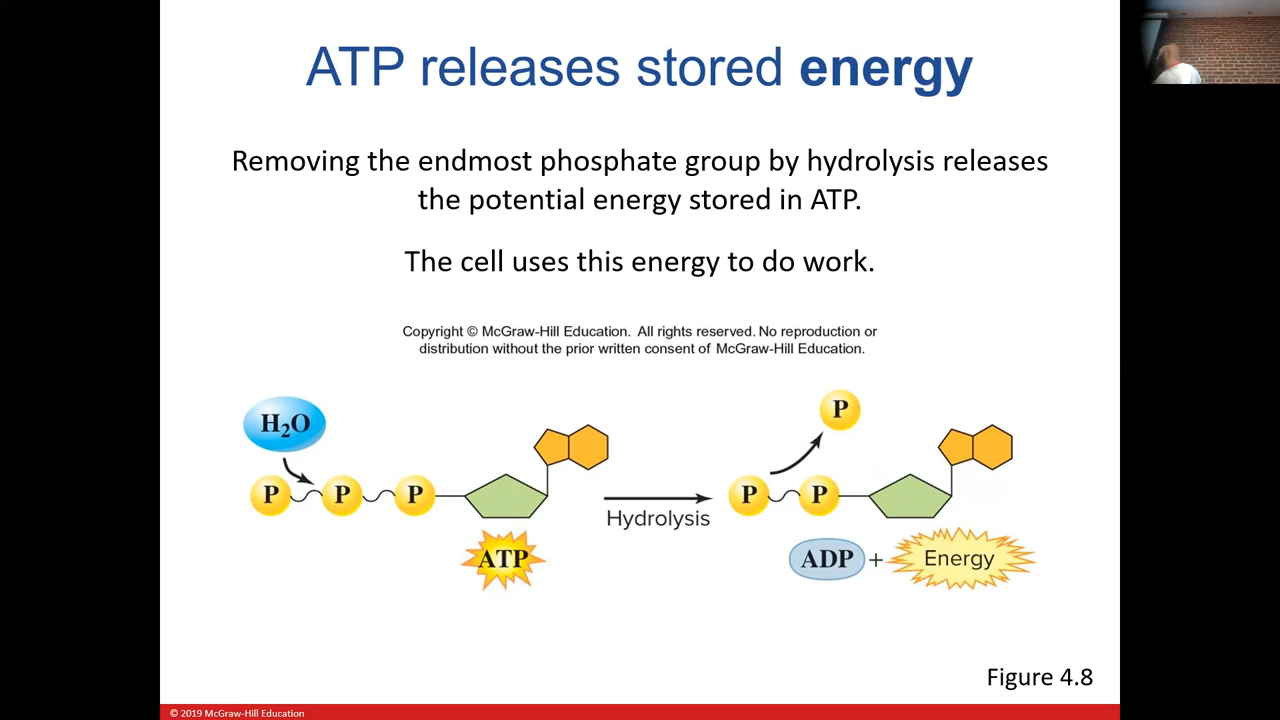 ATP releases stored energy
Removing the endmost phosphate group by hydrolysis releases
the potential energy stored in ATP.
The cell uses this energy to do work.
Copyright © McGraw-Hill Education. All rights reserved. No reproduction or
distribution without the prior written consent of McGraw-Hill Education.
H₂O
P
P
P
P
Hydrolysis
P
P
ATP
ADP + Energy
Figure 4.8
© 2019 McGraw-Hill Education